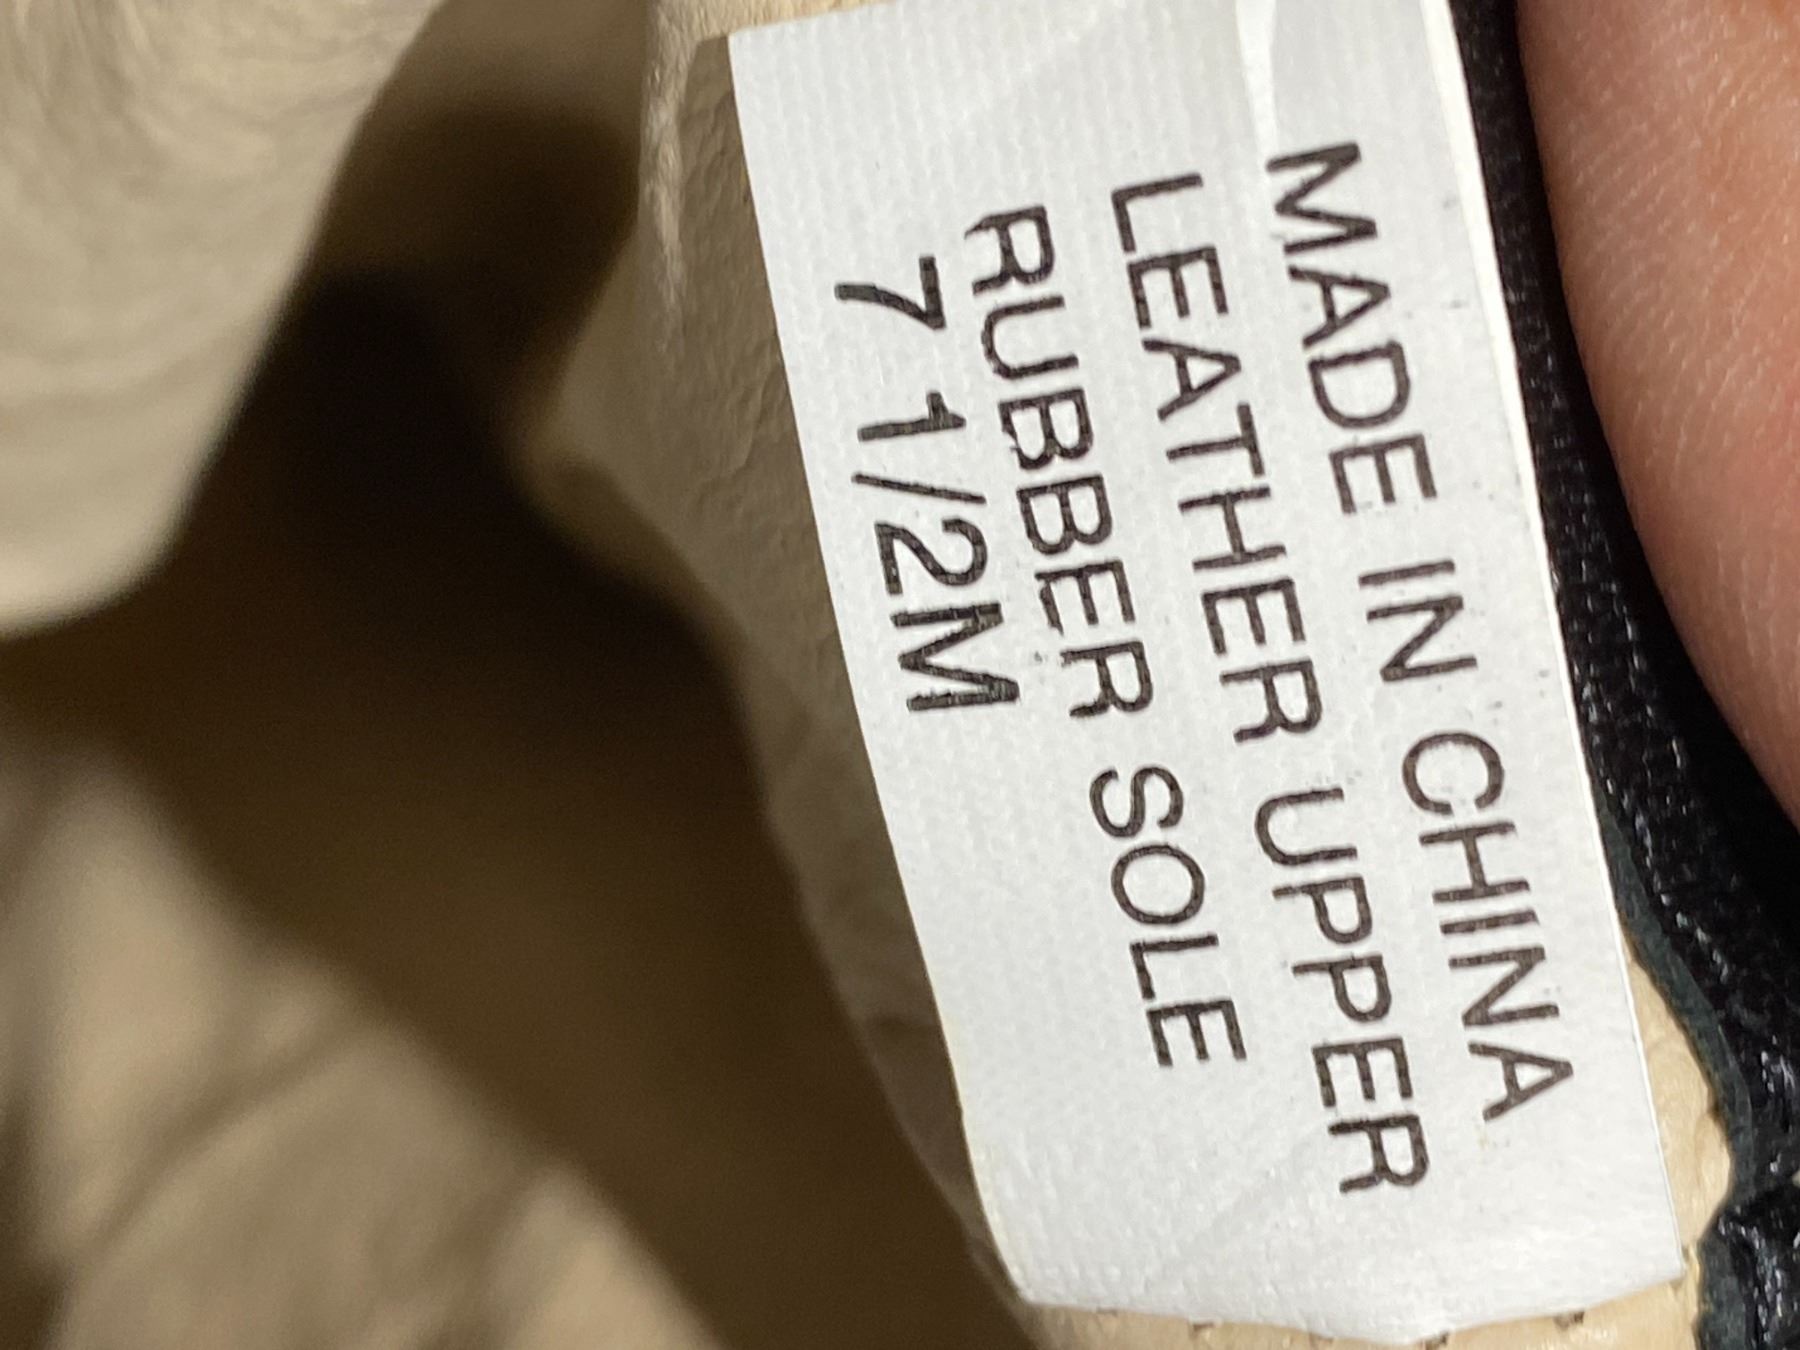 MADE IN CHINA
LEATHER UPPER
RUBBER SOLE
7 1/2M